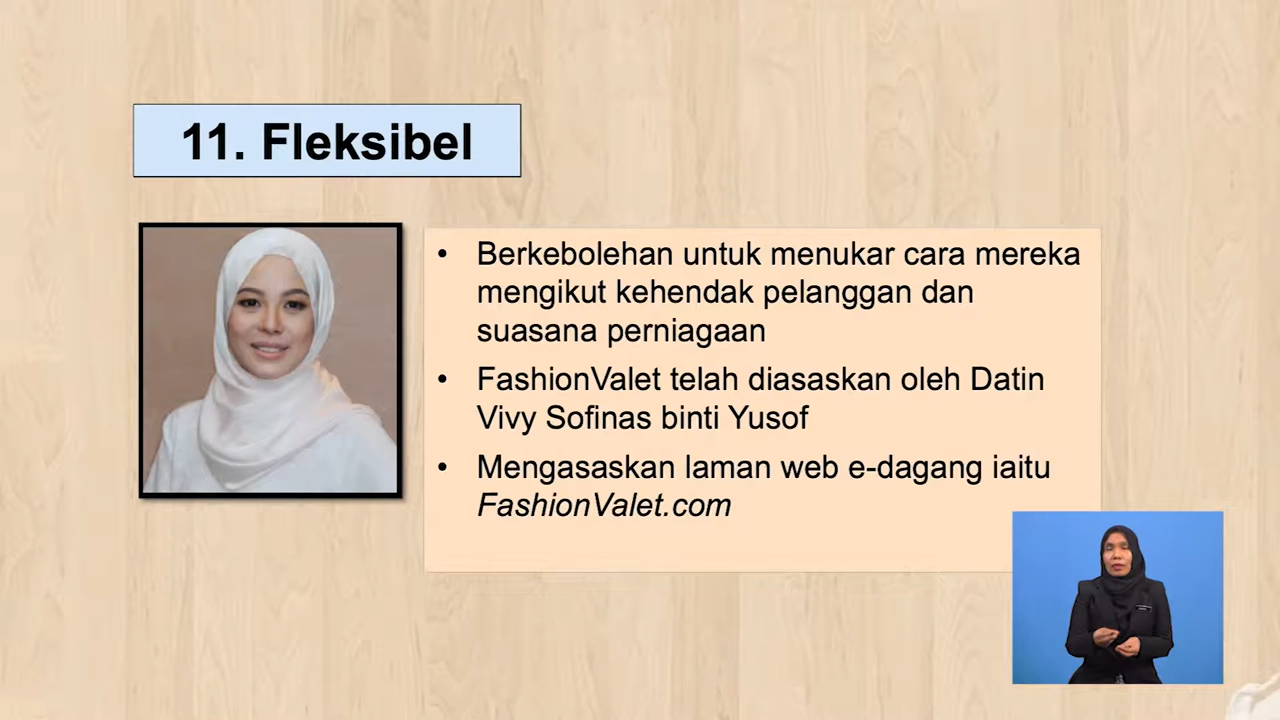 11. Fleksibel
• Berkebolehan untuk menukar cara mereka
mengikut kehendak pelanggan dan
suasana perniagaan
• FashionValet telah diasaskan oleh Datin
Vivy Sofinas binti Yusof
• Mengasaskan laman web e-dagang iaitu
FashionValet.com